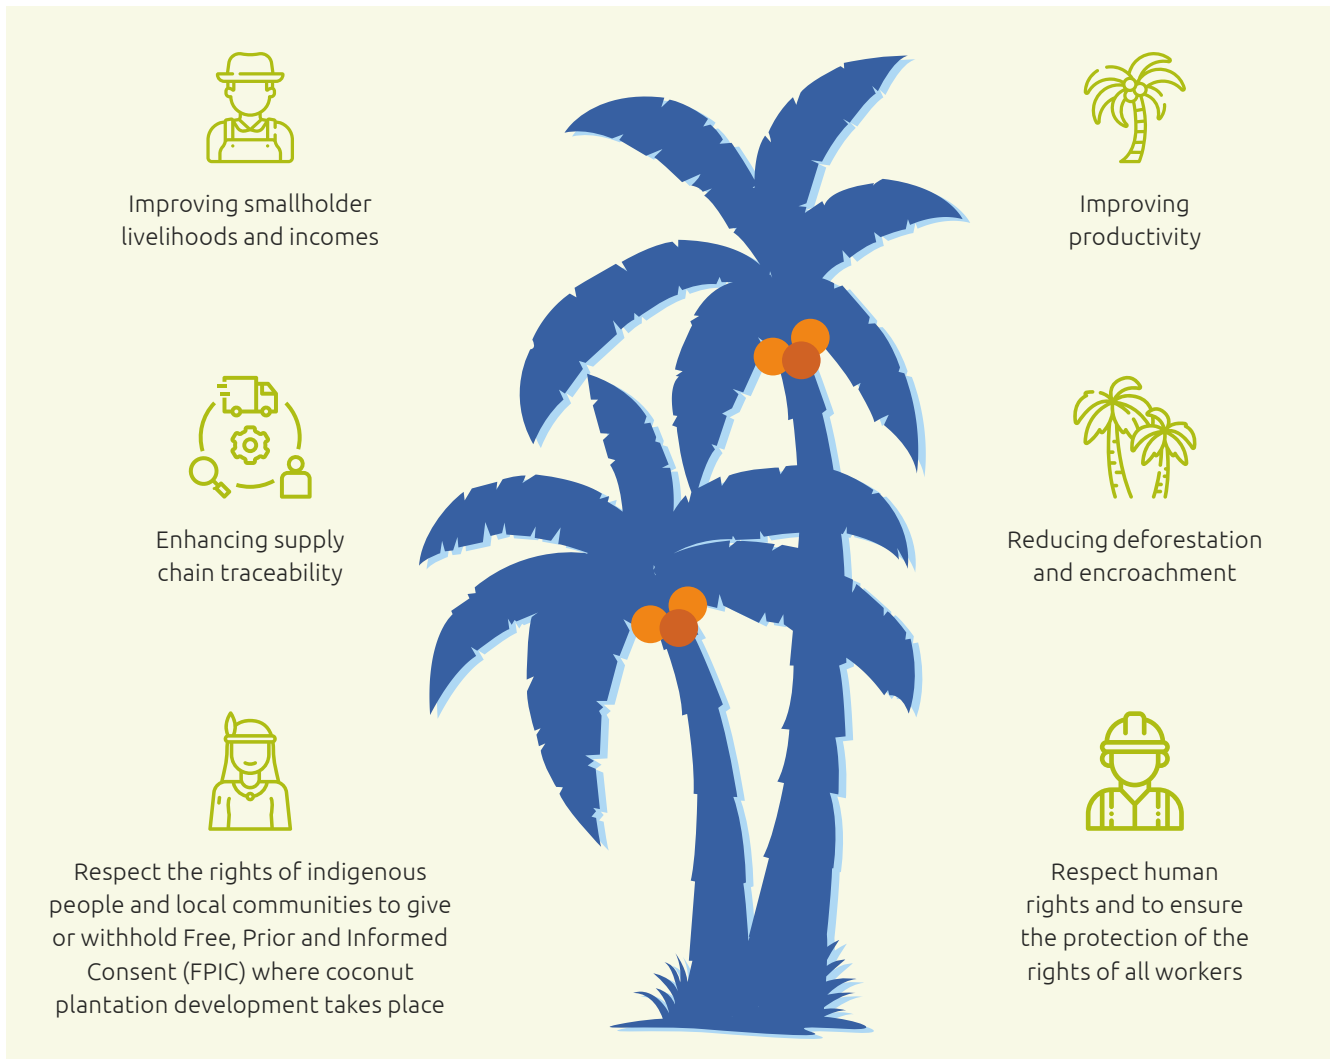 Improving smallholder
livelihoods and incomes
Improving
productivity
Enhancing supply
chain traceability
Reducing deforestation
and encroachment
Respect the rights of indigenous
people and local communities to give
or withhold Free, Prior and Informed
Consent (FPIC) where coconut
plantation development takes place
Respect human
rights and to ensure
the protection of the
rights of all workers